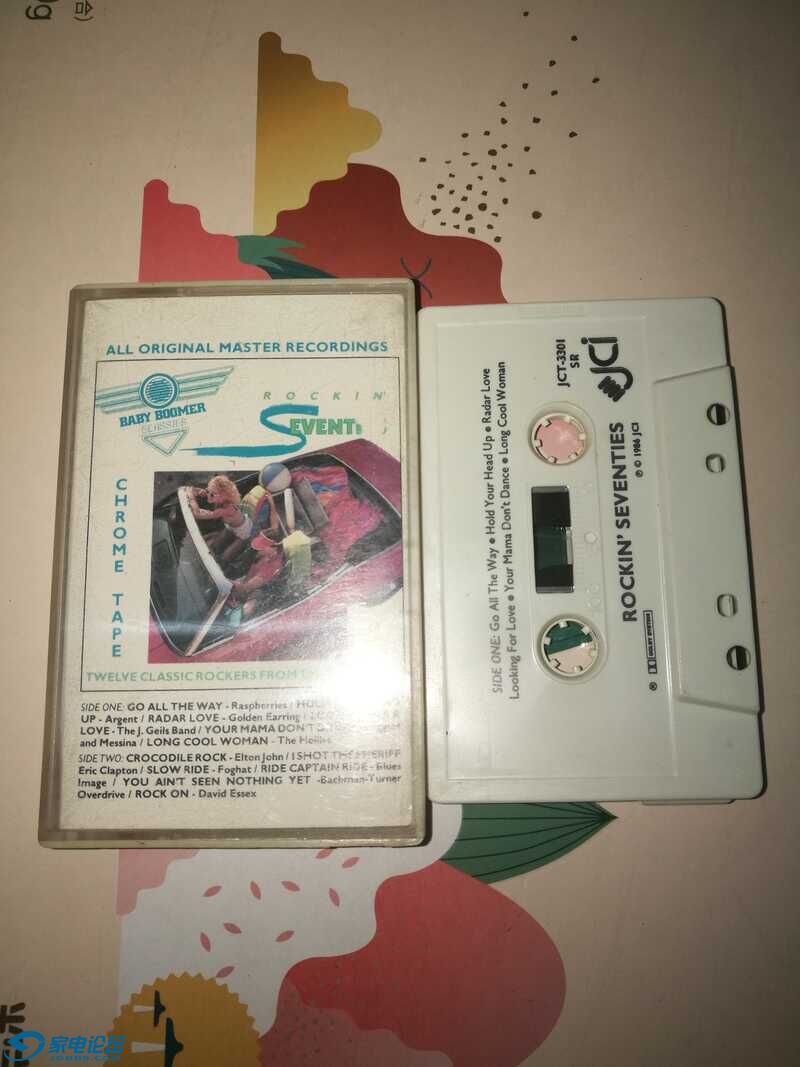 ALL ORIGINAL MASTER RECORDINGS
BABY BOOMER
CLASSICS
ROCKIN'
SEVENTI
CHROME TAPE
TWELVE CLASSIC ROCKERS FROM
SIDE ONE: GO ALL THE WAY - Raspberries /
UP - Argent / RADAR LOVE - Golden Earring /
LOVE - The J. Geils Band / YOUR MAMA DON'T
and Messina / LONG COOL WOMAN - The Hollies
SIDE TWO: CROCODILE ROCK - Elton John / I SHOT THE SHERIFF
Eric Clapton / SLOW RIDE - Foghat / RIDE CAPTAIN RIDE - Blues
Image / YOU AIN'T SEEN NOTHING YET -Bachman-Turner
Overdrive / ROCK ON - David Essex
SIDE ONE: Go All The Way ● Hold Your Head Up ● Radar Love
Looking For Love ● Your Mama Don't Dance ● Long Cool Woman
JCT-3301
SR
JCi
ROCKIN' SEVENTIES
℗ © 1986 JCI
DOLBY SYSTEM
家电论坛
JDBBS.COM